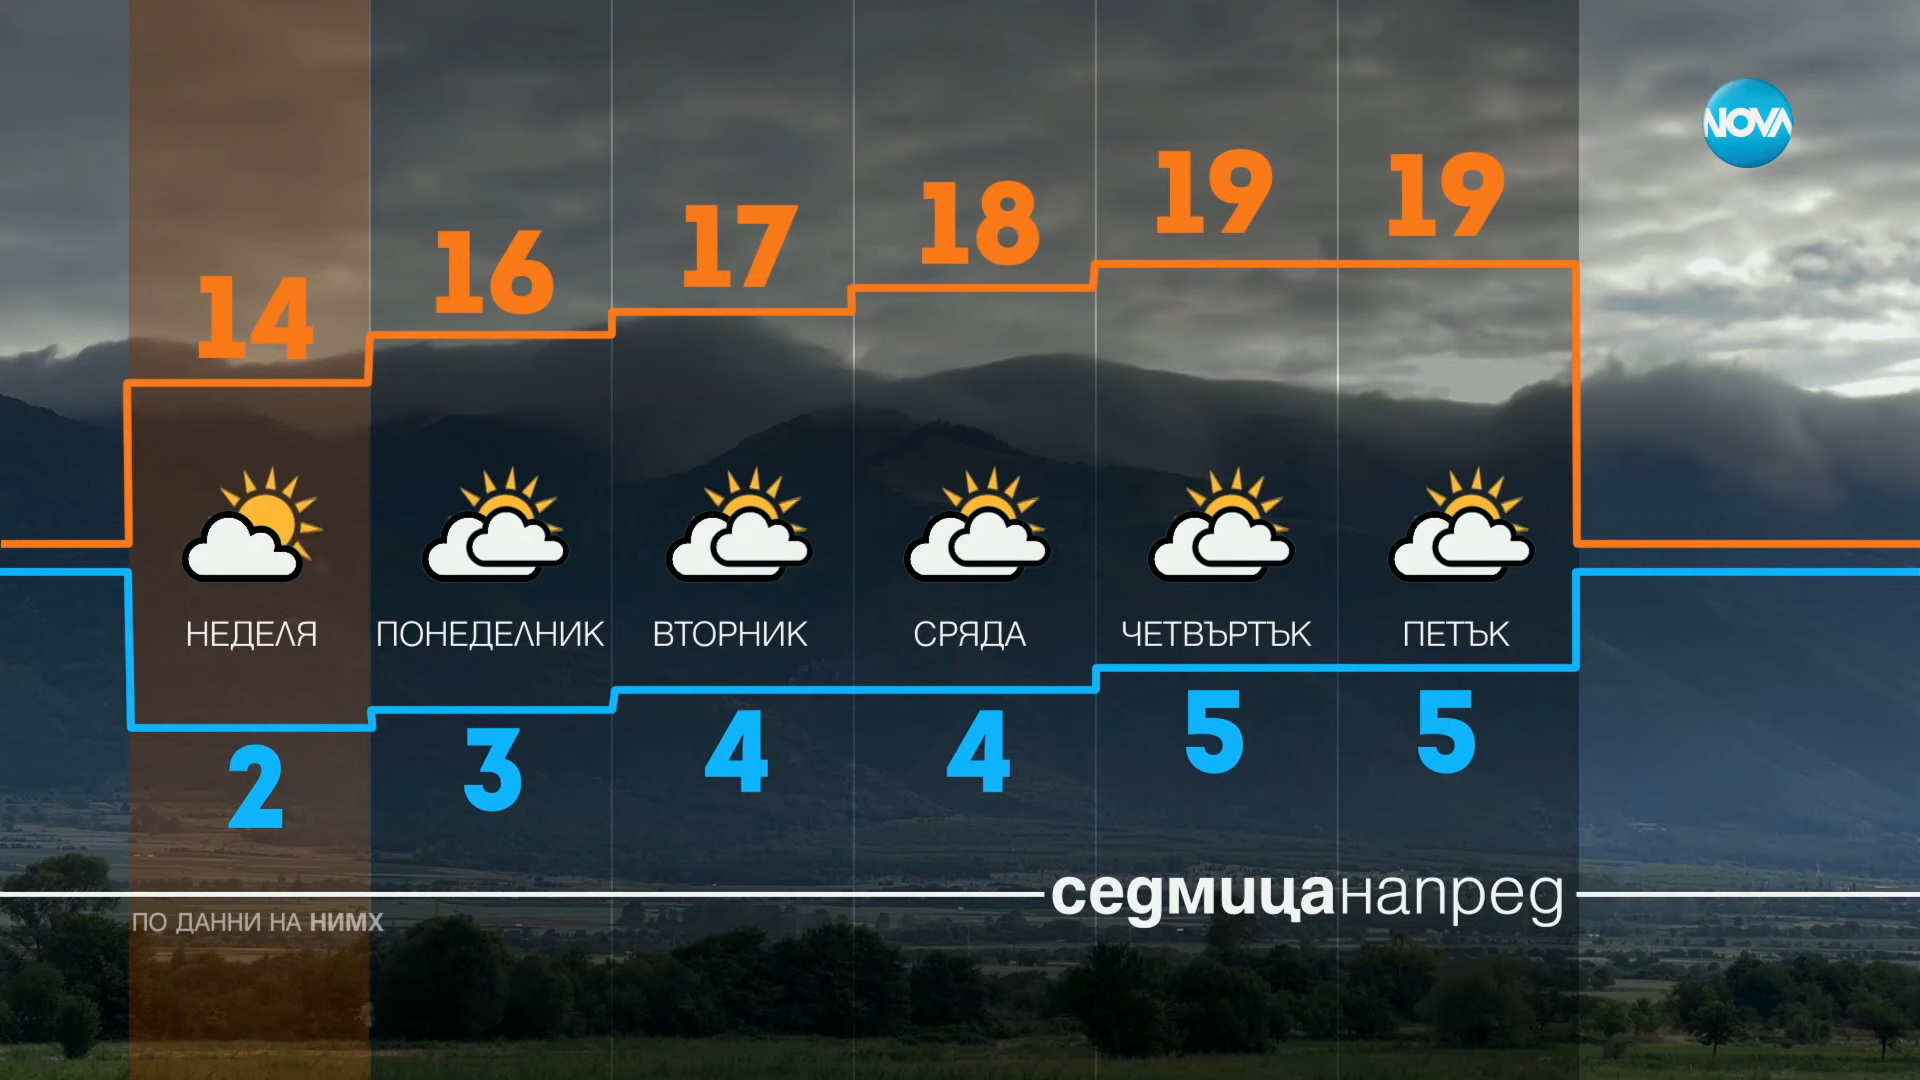 NOVA
14 16 17 18 19 19
НЕДЕЛЯ ПОНЕДЕЛНИК ВТОРНИК СРЯДА ЧЕТВЪРТЪК ПЕТЪК
2 3 4 4 5 5
седмицанапред
ПО ДАННИ НА НИМХ